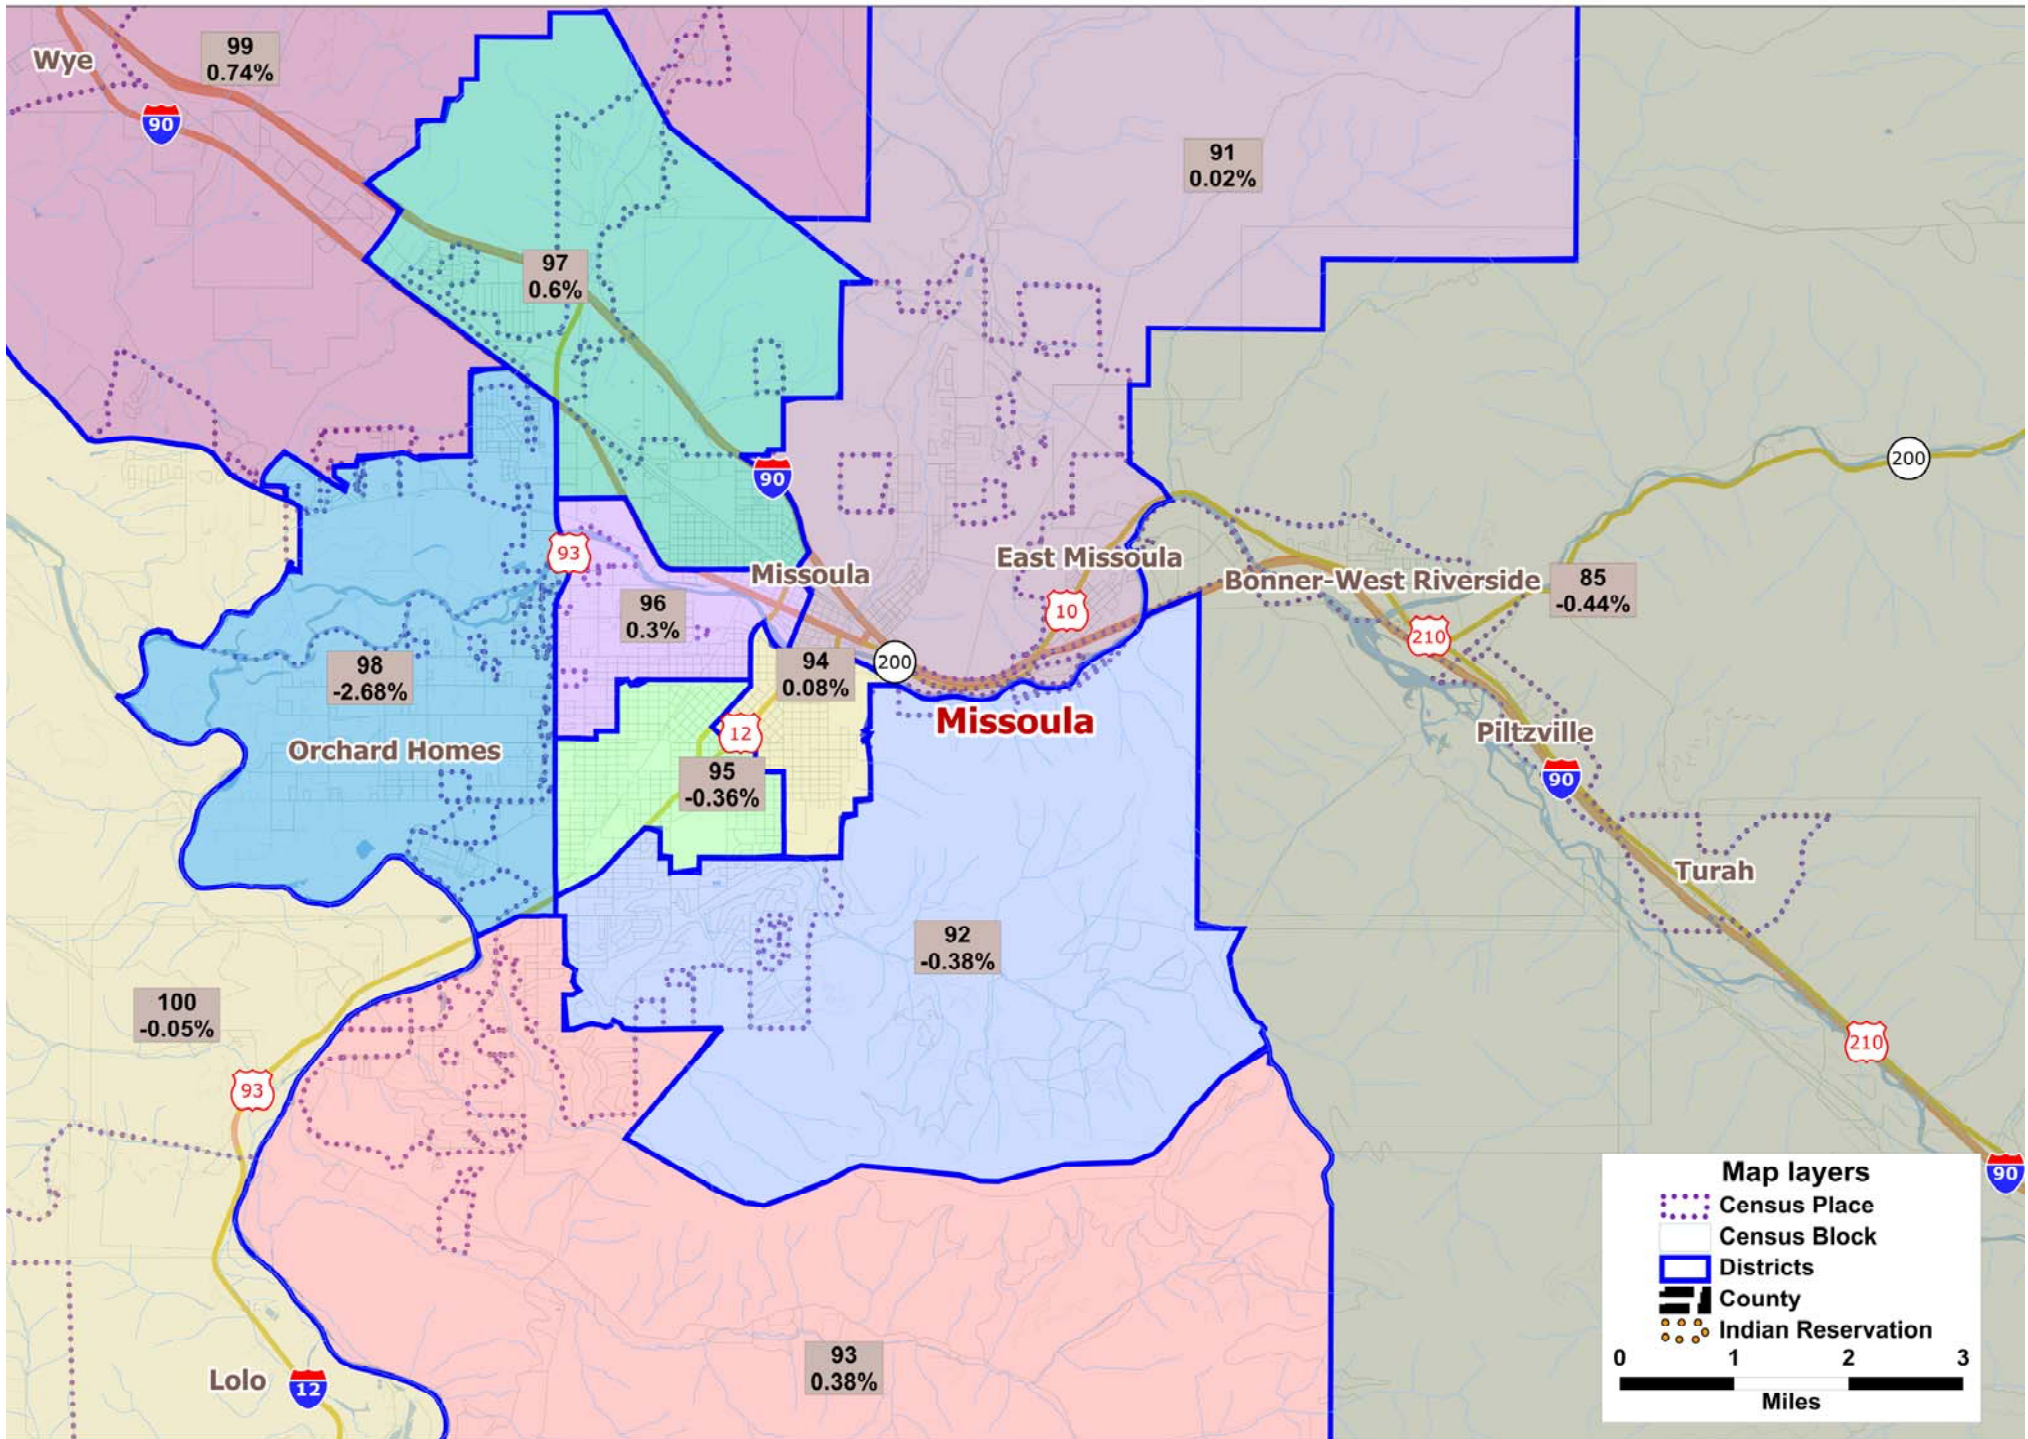 99
0.74%
Wye
90
91
0.02%
97
0.6%
200
90
93
Missoula
East Missoula
Bonner-West Riverside
85
-0.44%
96
0.3%
10
210
98
-2.68%
94
0.08%
200
Missoula
12
Orchard Homes
Piltzville
95
-0.36%
90
Turah
92
-0.38%
100
-0.05%
210
93
90
Map layers
Census Place
Census Block
Districts
County
Indian Reservation
0 1 2 3
Miles
93
0.38%
Lolo
12